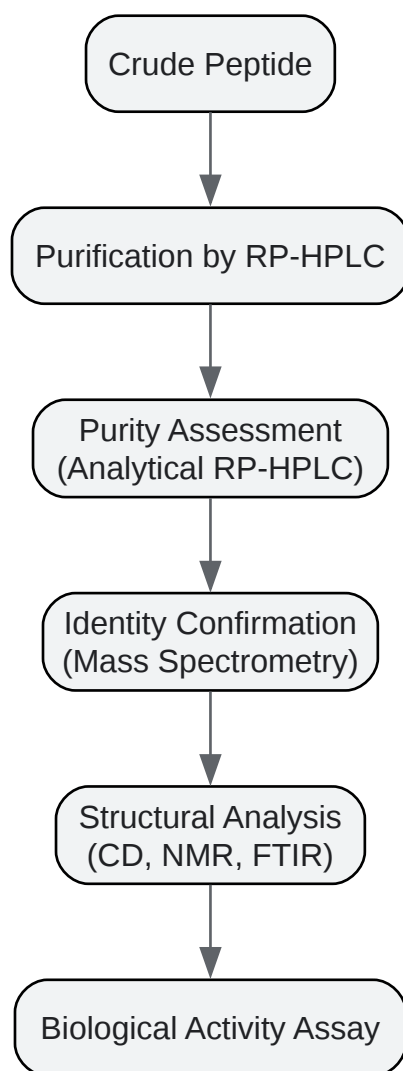 Crude Peptide
Purification by RP-HPLC
Purity Assessment
(Analytical RP-HPLC)
Identity Confirmation
(Mass Spectrometry)
Structural Analysis
(CD, NMR, FTIR)
Biological Activity Assay